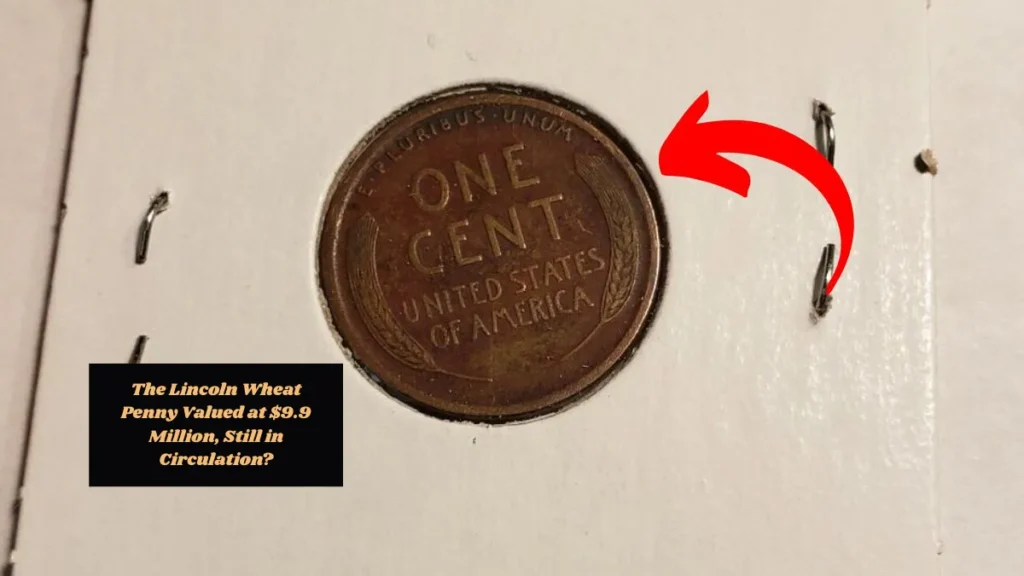 E·PLURIBUS·UNUM
ONE
CENT
UNITED STATES
OF AMERICA
The Lincoln Wheat
Penny Valued at $9.9
Million, Still in
Circulation?